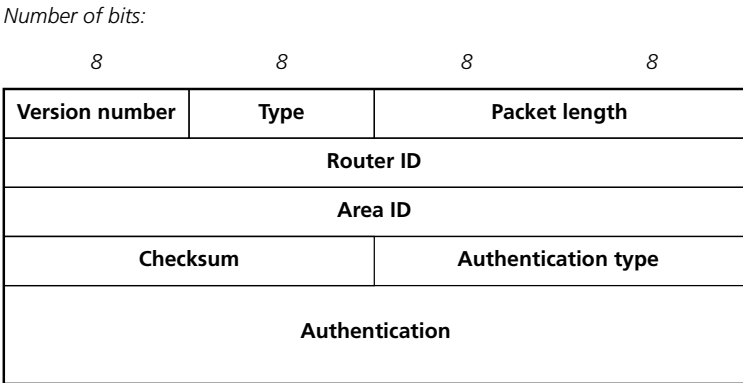 Number of bits:
8 8 8 8
Version number Type Packet length
Router ID
Area ID
Checksum Authentication type
Authentication